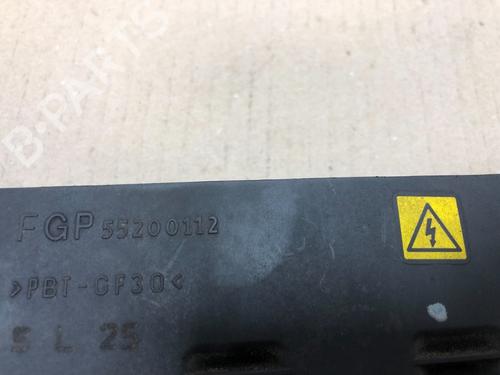 B-PARTS
FGP 55200112
>PBT-GF30<
S L 25